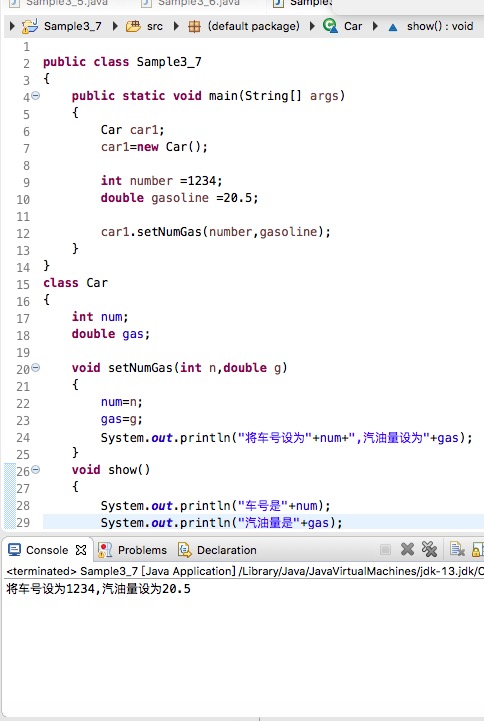 Sample3_5.java Sample3_6.java Sample3
Sample3_7 src (default package) Car show() : void
1
2 public class Sample3_7
3 {
4 public static void main(String[] args)
5 {
6 Car car1;
7 car1=new Car();
8
9 int number =1234;
10 double gasoline =20.5;
11
12 car1.setNumGas(number,gasoline);
13 }
14 }
15 class Car
16 {
17 int num;
18 double gas;
19
20 void setNumGas(int n,double g)
21 {
22 num=n;
23 gas=g;
24 System.out.println("将车号设为"+num+",汽油量设为"+gas);
25 }
26 void show()
27 {
28 System.out.println("车号是"+num);
29 System.out.println("汽油量是"+gas);
Console Problems Declaration
<terminated> Sample3_7 [Java Application] /Library/Java/JavaVirtualMachines/jdk-13.jdk/C
将车号设为1234,汽油量设为20.5